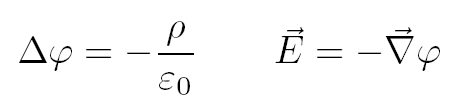 Δφ = −ρ/ε₀    E⃗ = −∇⃗φ